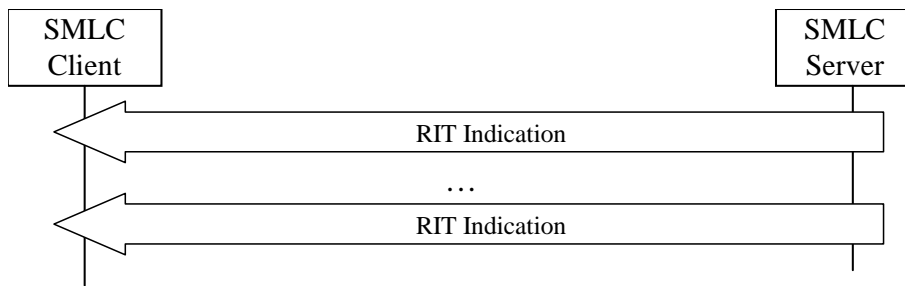 SMLC
Client
SMLC
Server
RIT Indication
…
RIT Indication